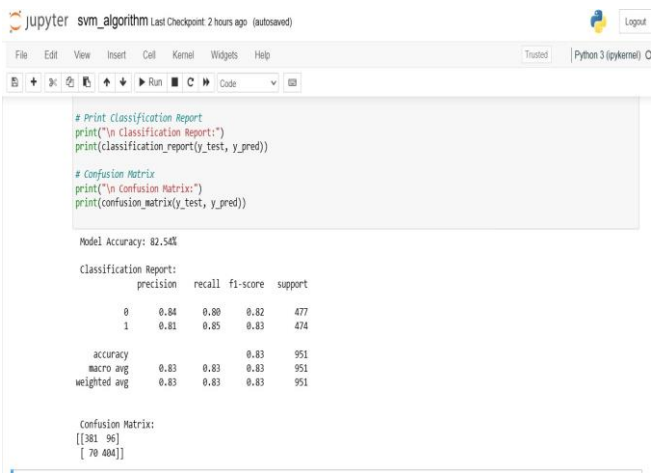 jupyter svm_algorithm Last Checkpoint: 2 hours ago (autosaved) Logout
File Edit View Insert Cell Kernel Widgets Help Trusted Python 3 (ipykernel)
Run Code
# Print Classification Report
print("\n Classification Report:")
print(classification_report(y_test, y_pred))
# Confusion Matrix
print("\n Confusion Matrix:")
print(confusion_matrix(y_test, y_pred))
Model Accuracy: 82.54%
Classification Report:
precision recall f1-score support
0 0.84 0.80 0.82 477
1 0.81 0.85 0.83 474
accuracy 0.83 951
macro avg 0.83 0.83 0.83 951
weighted avg 0.83 0.83 0.83 951
Confusion Matrix:
[[381 96]
[ 70 404]]